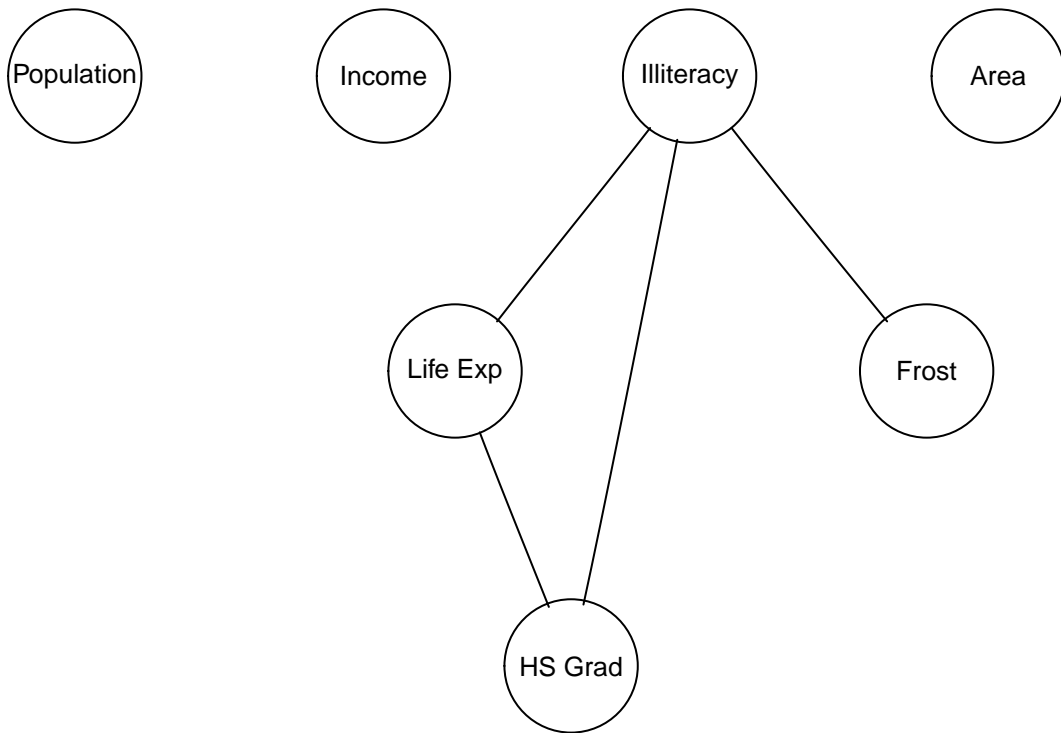 Population
Income
Illiteracy
Area
Life Exp
Frost
HS Grad